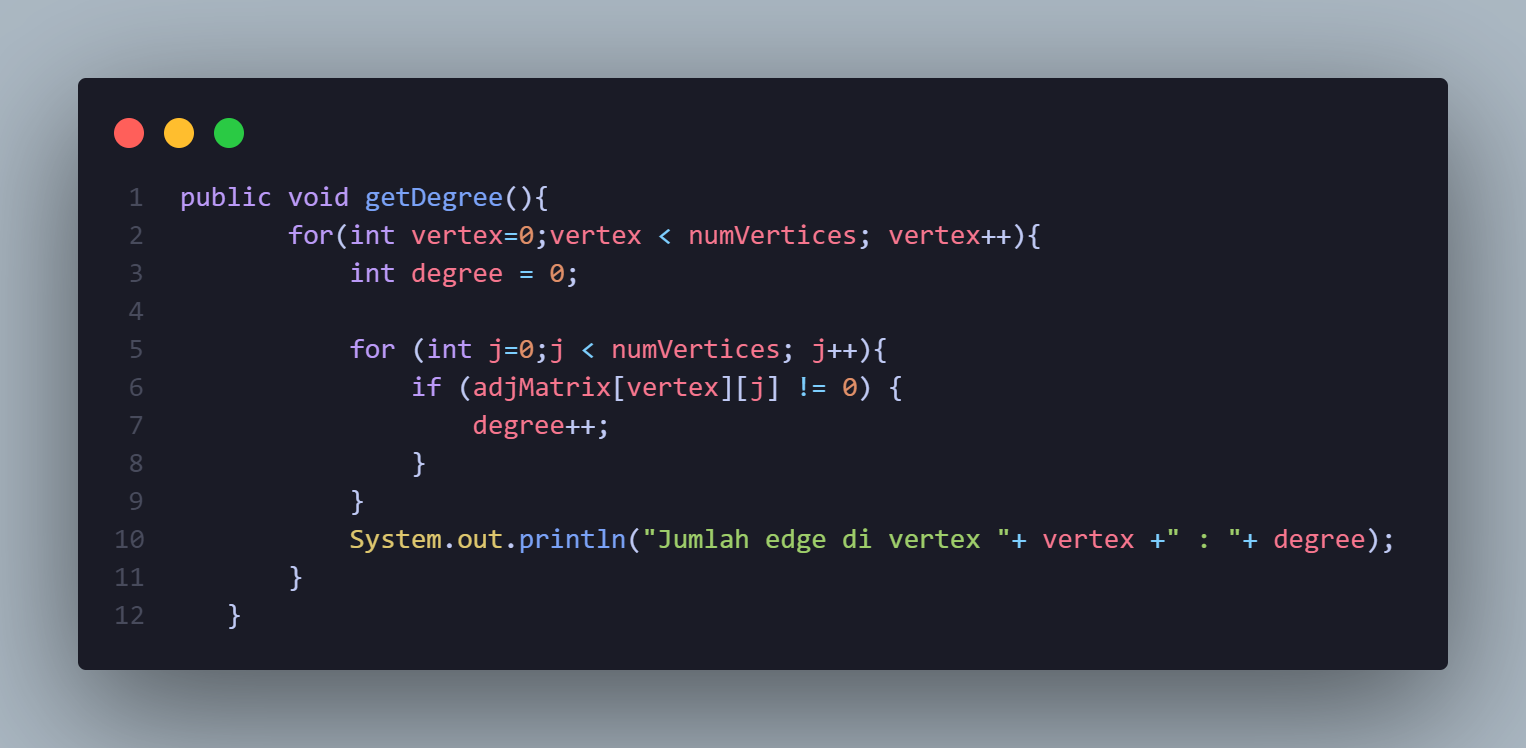 1 public void getDegree(){
2 for(int vertex=0;vertex < numVertices; vertex++){
3 int degree = 0;
4
5 for (int j=0;j < numVertices; j++){
6 if (adjMatrix[vertex][j] != 0) {
7 degree++;
8 }
9 }
10 System.out.println("Jumlah edge di vertex "+ vertex +" : "+ degree);
11 }
12 }